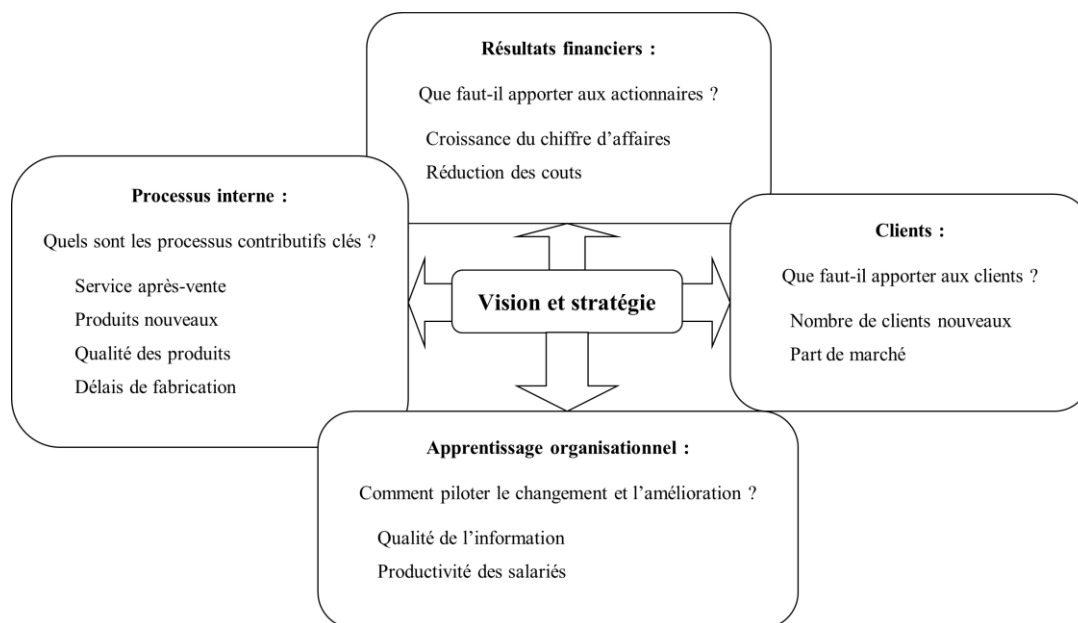 Résultats financiers :
Que faut-il apporter aux actionnaires ?
Croissance du chiffre d’affaires
Réduction des couts
Processus interne :
Quels sont les processus contributifs clés ?
Service après-vente
Produits nouveaux
Qualité des produits
Délais de fabrication
Vision et stratégie
Clients :
Que faut-il apporter aux clients ?
Nombre de clients nouveaux
Part de marché
Apprentissage organisationnel :
Comment piloter le changement et l’amélioration ?
Qualité de l’information
Productivité des salariés